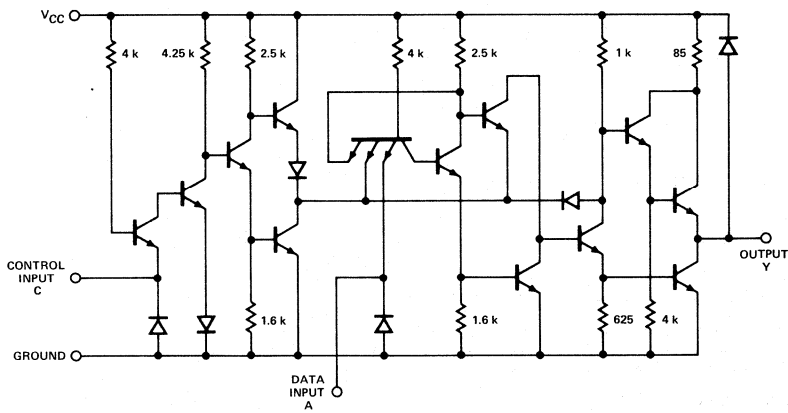 VCC
4 k
4.25 k
2.5 k
4 k
2.5 k
1 k
85
CONTROL
INPUT
C
OUTPUT
Y
1.6 k
1.6 k
625
4 k
GROUND
DATA
INPUT
A